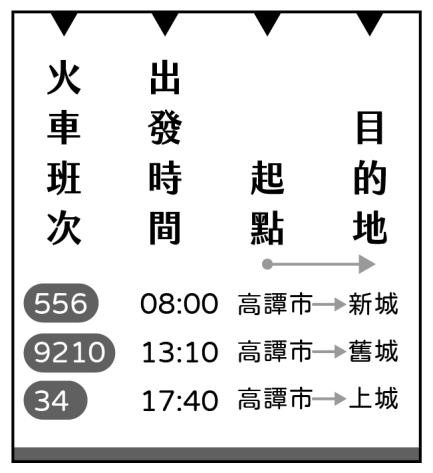 火車班次
出發時間
起點
目的地
556 08:00 高譚市→新城
9210 13:10 高譚市→舊城
34 17:40 高譚市→上城